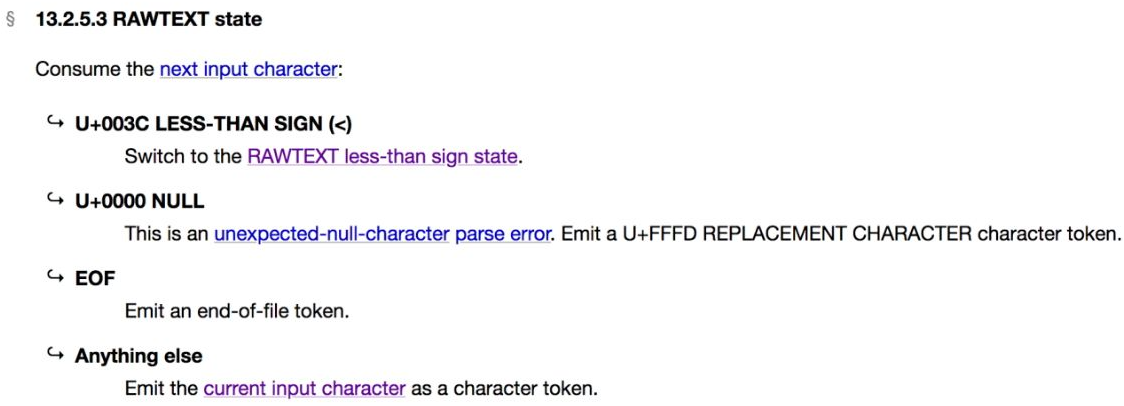 § 13.2.5.3 RAWTEXT state
Consume the next input character:
↪ U+003C LESS-THAN SIGN (<)
Switch to the RAWTEXT less-than sign state.
↪ U+0000 NULL
This is an unexpected-null-character parse error. Emit a U+FFFD REPLACEMENT CHARACTER character token.
↪ EOF
Emit an end-of-file token.
↪ Anything else
Emit the current input character as a character token.